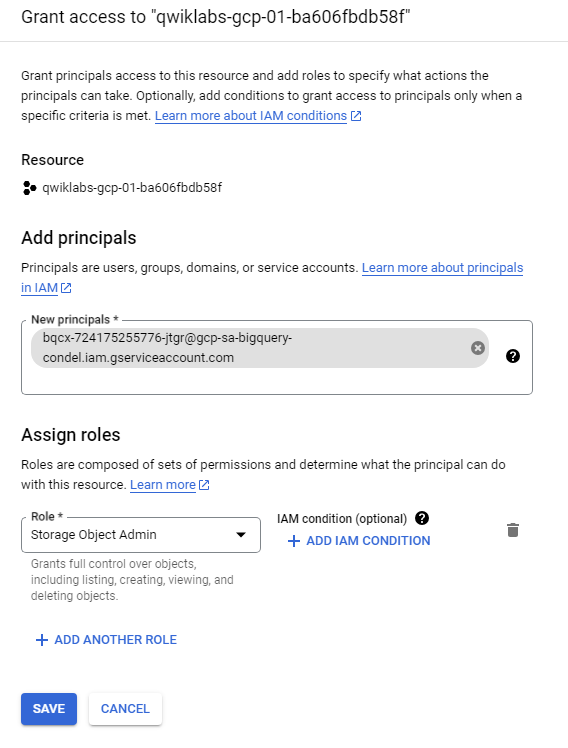 Grant access to "qwiklabs-gcp-01-ba606fbdb58f"
Grant principals access to this resource and add roles to specify what actions the
principals can take. Optionally, add conditions to grant access to principals only when a
specific criteria is met. Learn more about IAM conditions
Resource
qwiklabs-gcp-01-ba606fbdb58f
Add principals
Principals are users, groups, domains, or service accounts. Learn more about principals
in IAM
New principals *
bqcx-724175255776-jtgr@gcp-sa-bigquery-
condel.iam.gserviceaccount.com
Assign roles
Roles are composed of sets of permissions and determine what the principal can do
with this resource. Learn more
Role *
Storage Object Admin
IAM condition (optional)
ADD IAM CONDITION
Grants full control over objects,
including listing, creating, viewing, and
deleting objects.
ADD ANOTHER ROLE
SAVE
CANCEL